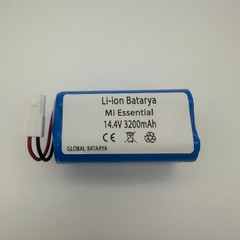 Li-ion Batarya
Mi Essential
14.4V 3200mAh
CE
GLOBAL BATARYA